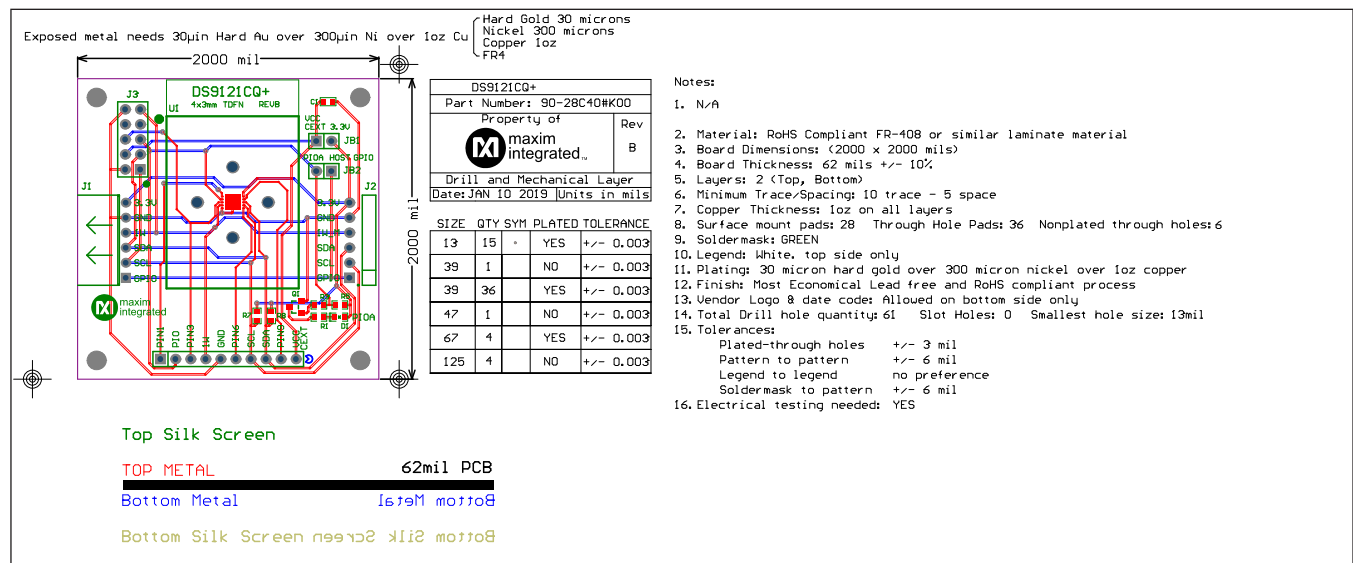 Exposed metal needs 30µin Hard Au over 300µin Ni over 1oz Cu
Hard Gold 30 microns
Nickel 300 microns
Copper 1oz
FR4
2000 mil
2000 mil
DS9121CQ+
4x3mm TDFN REVB
U1
J3
C1
VCC
CEXT 3.3V
JB1
PIOA HOST GPIO
JB2
J1
3.3V
GND
1W
SDA
SCL
GPIO
J2
3.3V
GND
1W_M
SDA
SCL
GPIO
maxim
integrated
Q1
R7
R1
D1
PIOA
PIN1
PIO
PIN3
1W
GND
PIN6
SCL
SDA
PIN9
VCC
CEXT
DS9121CQ+
Part Number: 90-28C40#K00
Property of
maxim
integrated™
Rev
B
Drill and Mechanical Layer
Date: JAN 10 2019 Units in mils
SIZE QTY SYM PLATED TOLERANCE
13 15 YES +/- 0.003
39 1 NO +/- 0.003
39 36 YES +/- 0.003
47 1 NO +/- 0.003
67 4 YES +/- 0.003
125 4 NO +/- 0.003
Notes:
1. N/A
2. Material: RoHS Compliant FR-408 or similar laminate material
3. Board Dimensions: (2000 x 2000 mils)
4. Board Thickness: 62 mils +/- 10%
5. Layers: 2 (Top, Bottom)
6. Minimum Trace/Spacing: 10 trace - 5 space
7. Copper Thickness: 1oz on all layers
8. Surface mount pads: 28 Through Hole Pads: 36 Nonplated through holes: 6
9. Soldermask: GREEN
10. Legend: White. top side only
11. Plating: 30 micron hard gold over 300 micron nickel over 1oz copper
12. Finish: Most Economical Lead free and RoHS compliant process
13. Vendor Logo & date code: Allowed on bottom side only
14. Total Drill hole quantity: 61 Slot Holes: 0 Smallest hole size: 13mil
15. Tolerances:
Plated-through holes +/- 3 mil
Pattern to pattern +/- 6 mil
Legend to legend no preference
Soldermask to pattern +/- 6 mil
16. Electrical testing needed: YES
Top Silk Screen
TOP METAL 62mil PCB
Bottom Metal Bottom Metal
Bottom Silk Screen Bottom Silk Screen